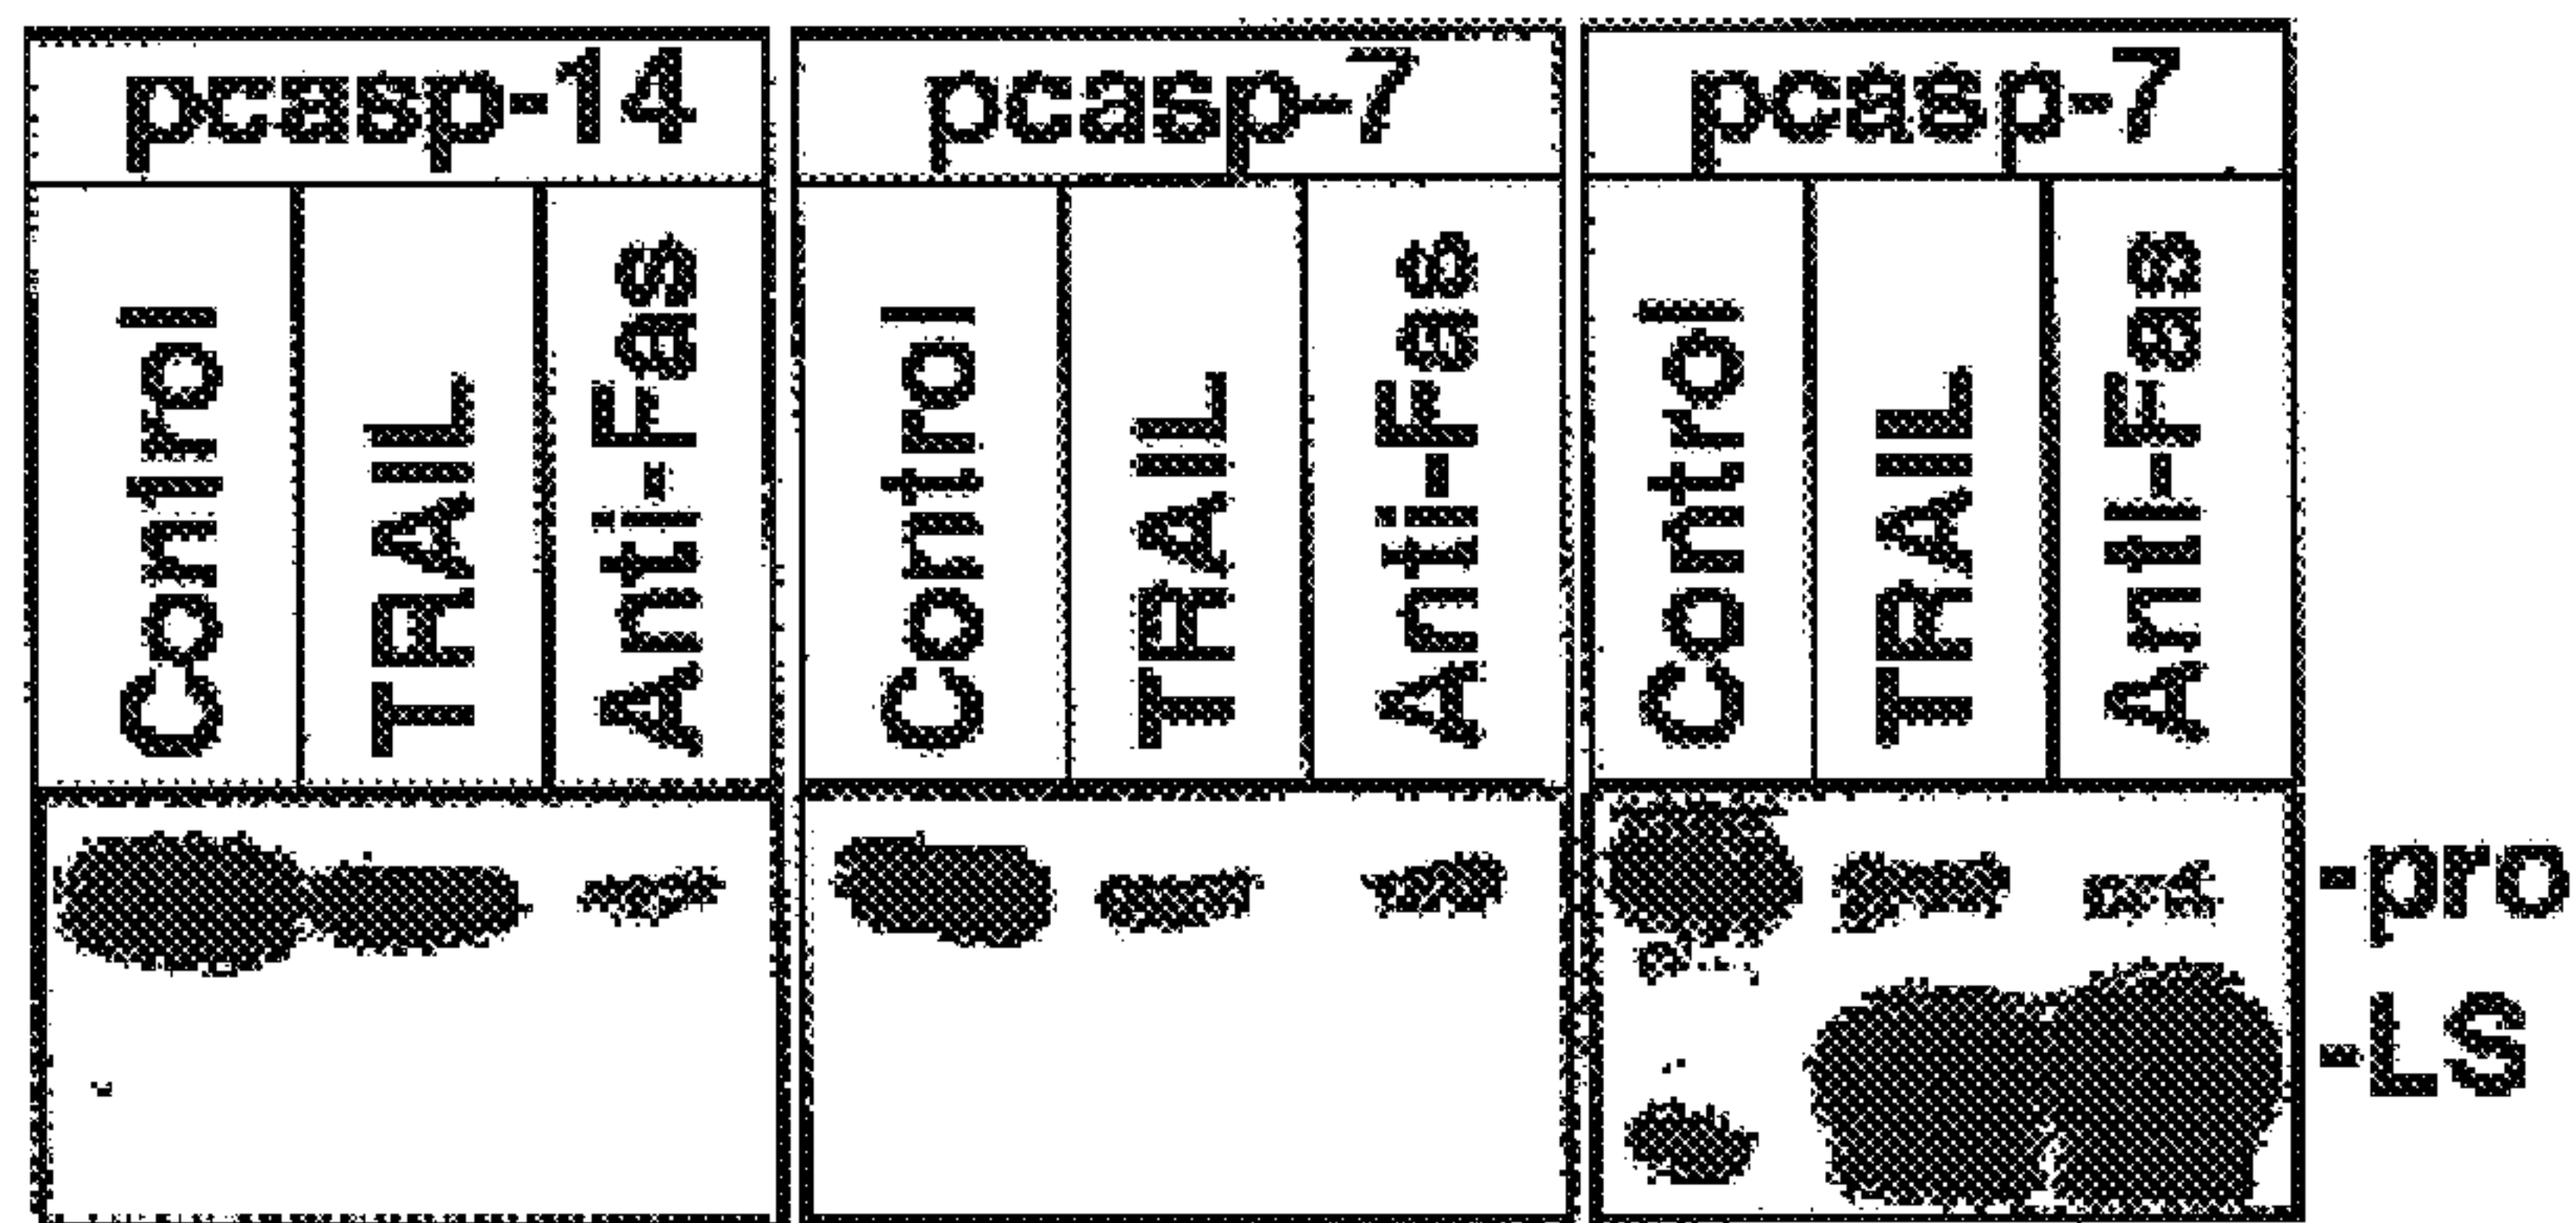 pcasp-14 pcasp-7 pcasp-7
Control TRAIL Anti-Fas Control TRAIL Anti-Fas Control TRAIL Anti-Fas
-pro
-LS